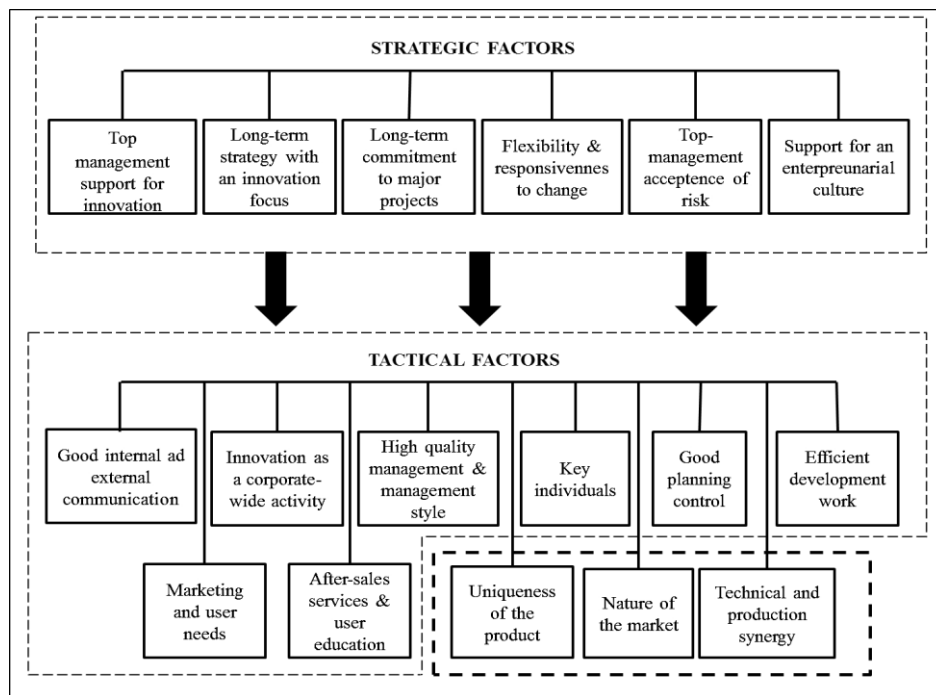 STRATEGIC FACTORS
Top
management
support for
innovation
Long-term
strategy with
an innovation
focus
Long-term
commitment
to major
projects
Flexibility &
responsivennes
to change
Top-
management
acceptence of
risk
Support for an
enterpreunarial
culture
TACTICAL FACTORS
Good internal ad
external
communication
Innovation as
a corporate-
wide activity
High quality
management &
management
style
Key
individuals
Good
planning
control
Efficient
development
work
Marketing
and user
needs
After-sales
services &
user
education
Uniqueness
of the
product
Nature of
the market
Technical and
production
synergy